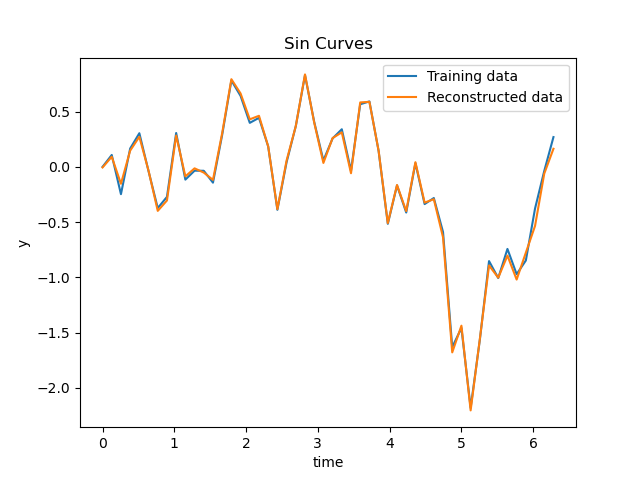 Sin Curves
Training data
Reconstructed data
0.5
0.0
−0.5
−1.0
−1.5
−2.0
y
0 1 2 3 4 5 6
time